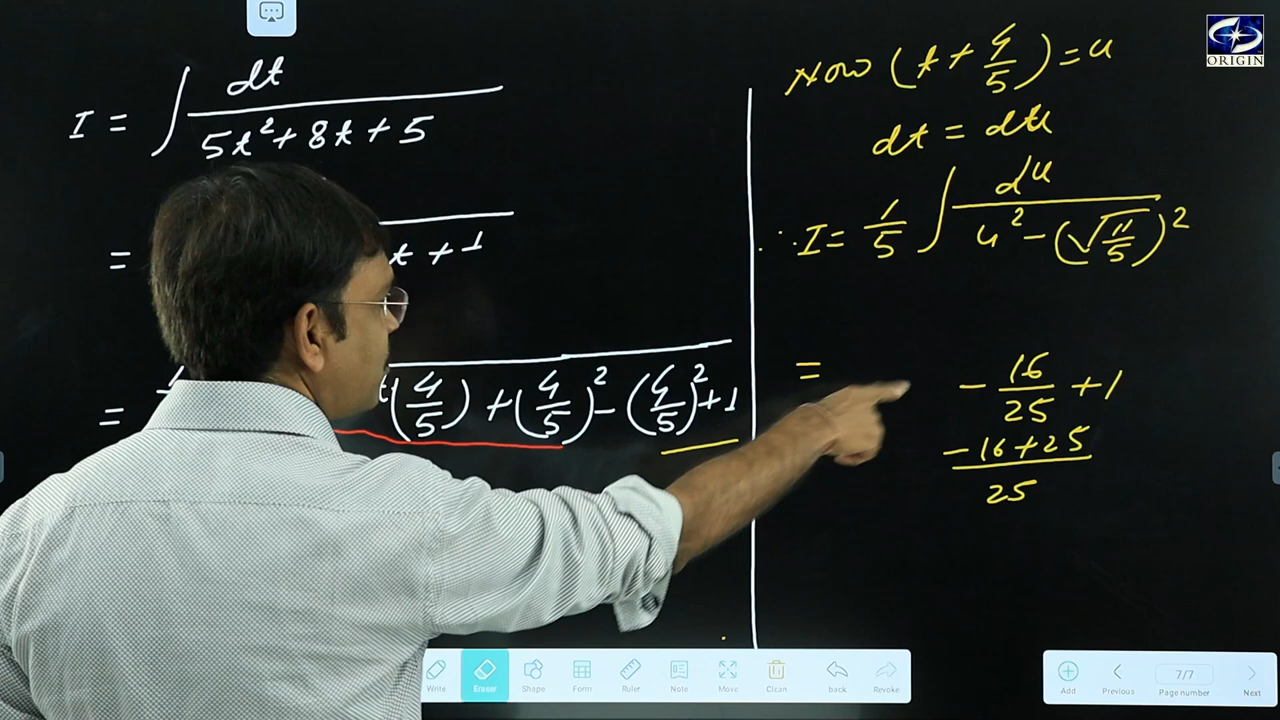 I = ∫ dt / 5t² + 8t + 5
= t + 1
= (4/5) + (4/5)² - (4/5)² + 1
Now (t + 4/5) = u
dt = du
∴ I = 1/5 ∫ du / u² - (√11/5)²
=
- 16/25 + 1
- 16 + 25 / 25
ORIGIN
Write Eraser Shape Form Ruler Note Move Clean back Revoke
Add Previous 7/7 Page number Next